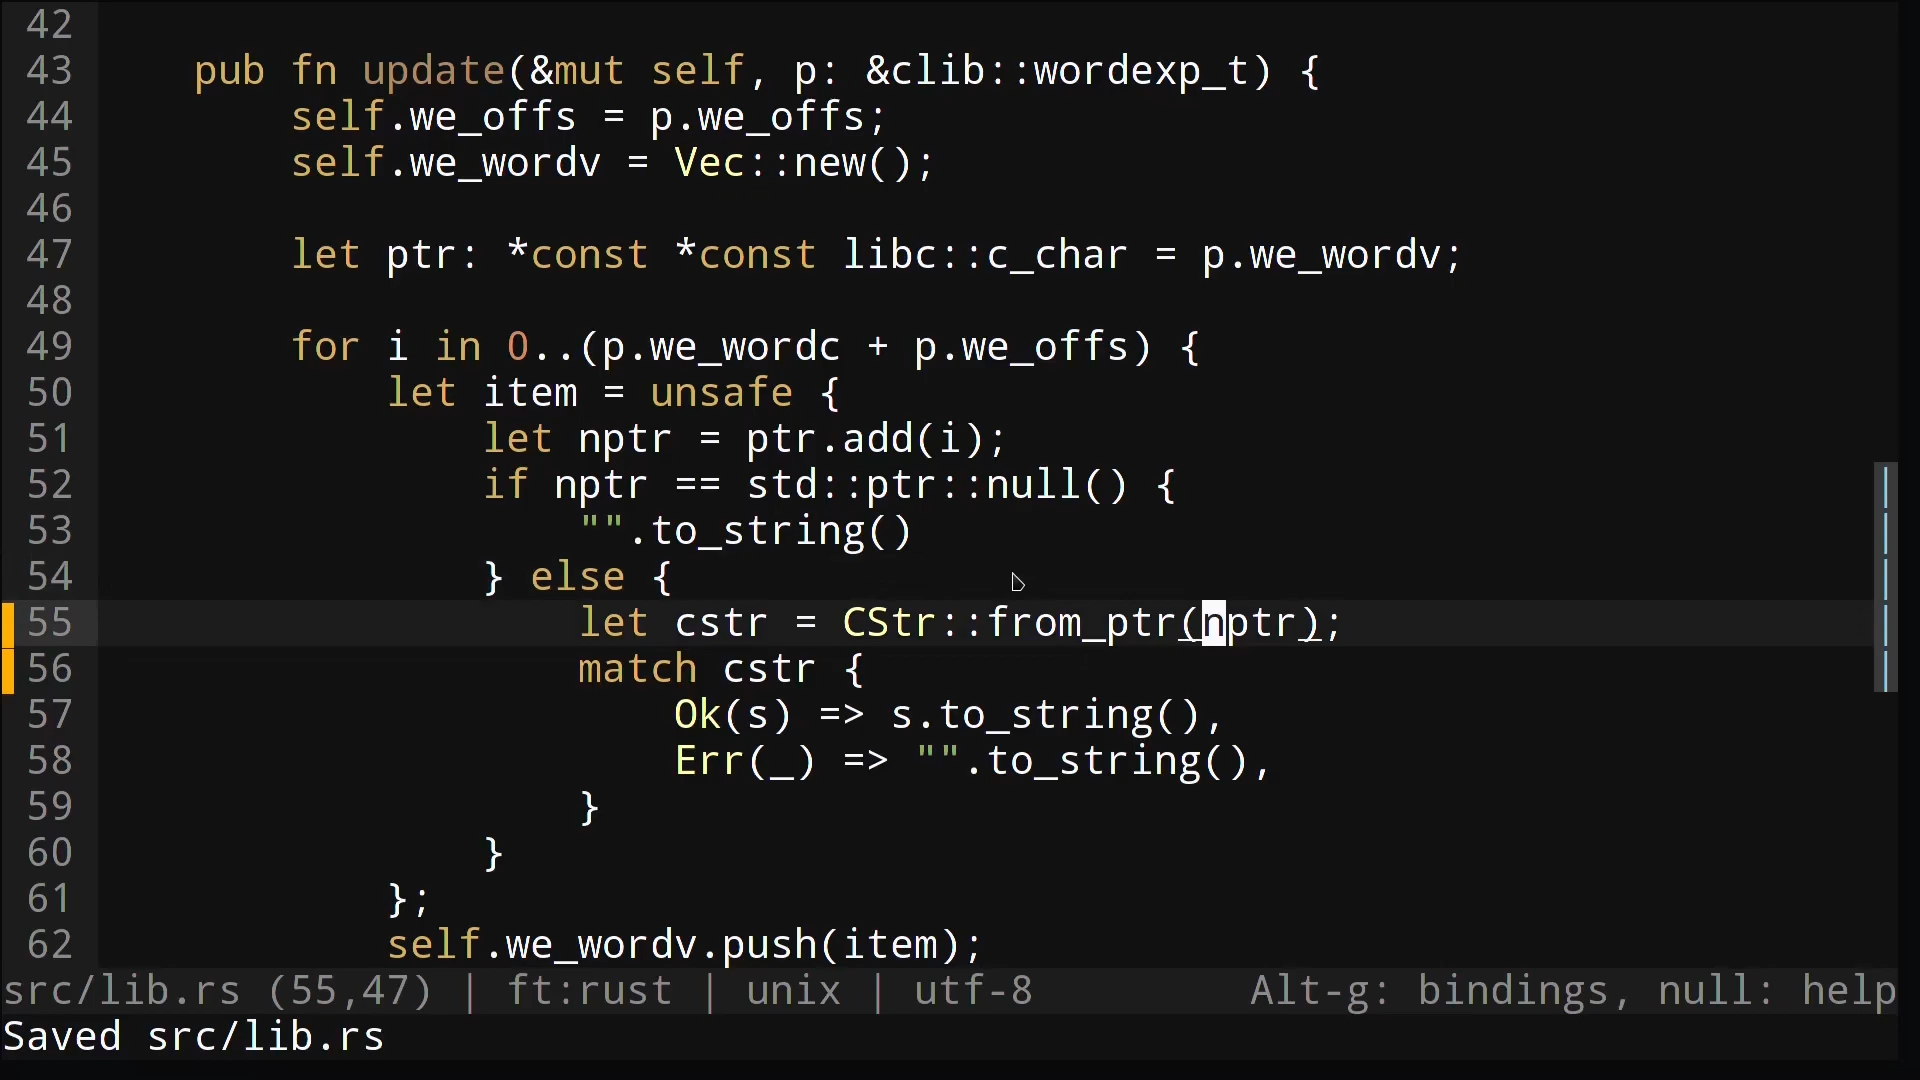 42
43 pub fn update(&mut self, p: &clib::wordexp_t) {
44 self.we_offs = p.we_offs;
45 self.we_wordv = Vec::new();
46
47 let ptr: *const *const libc::c_char = p.we_wordv;
48
49 for i in 0..(p.we_wordc + p.we_offs) {
50 let item = unsafe {
51 let nptr = ptr.add(i);
52 if nptr == std::ptr::null() {
53 "".to_string()
54 } else {
55 let cstr = CStr::from_ptr(nptr);
56 match cstr {
57 Ok(s) => s.to_string(),
58 Err(_) => "".to_string(),
59 }
60 }
61 };
62 self.we_wordv.push(item);
src/lib.rs (55,47) | ft:rust | unix | utf-8 Alt-g: bindings, null: help
Saved src/lib.rs